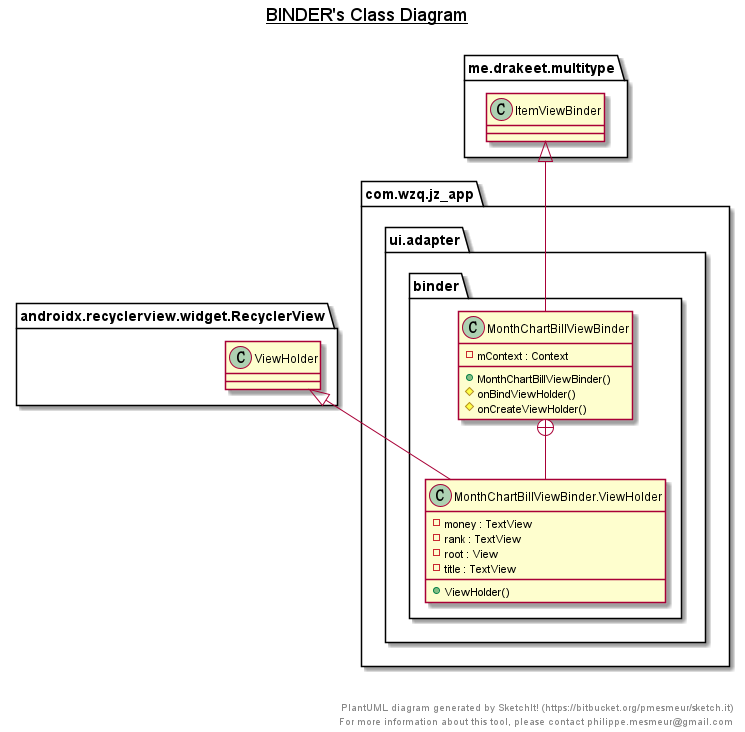 BINDER's Class Diagram
me.drakeet.multitype
C ItemViewBinder
com.wzq.jz_app
ui.adapter
binder
androidx.recyclerview.widget.RecyclerView
C ViewHolder
C MonthChartBillViewBinder
mContext : Context
MonthChartBillViewBinder()
onBindViewHolder()
onCreateViewHolder()
C MonthChartBillViewBinder.ViewHolder
money : TextView
rank : TextView
root : View
title : TextView
ViewHolder()
PlantUML diagram generated by SketchIt! (https://bitbucket.org/pmesmeur/sketch.it)
For more information about this tool, please contact philippe.mesmeur@gmail.com